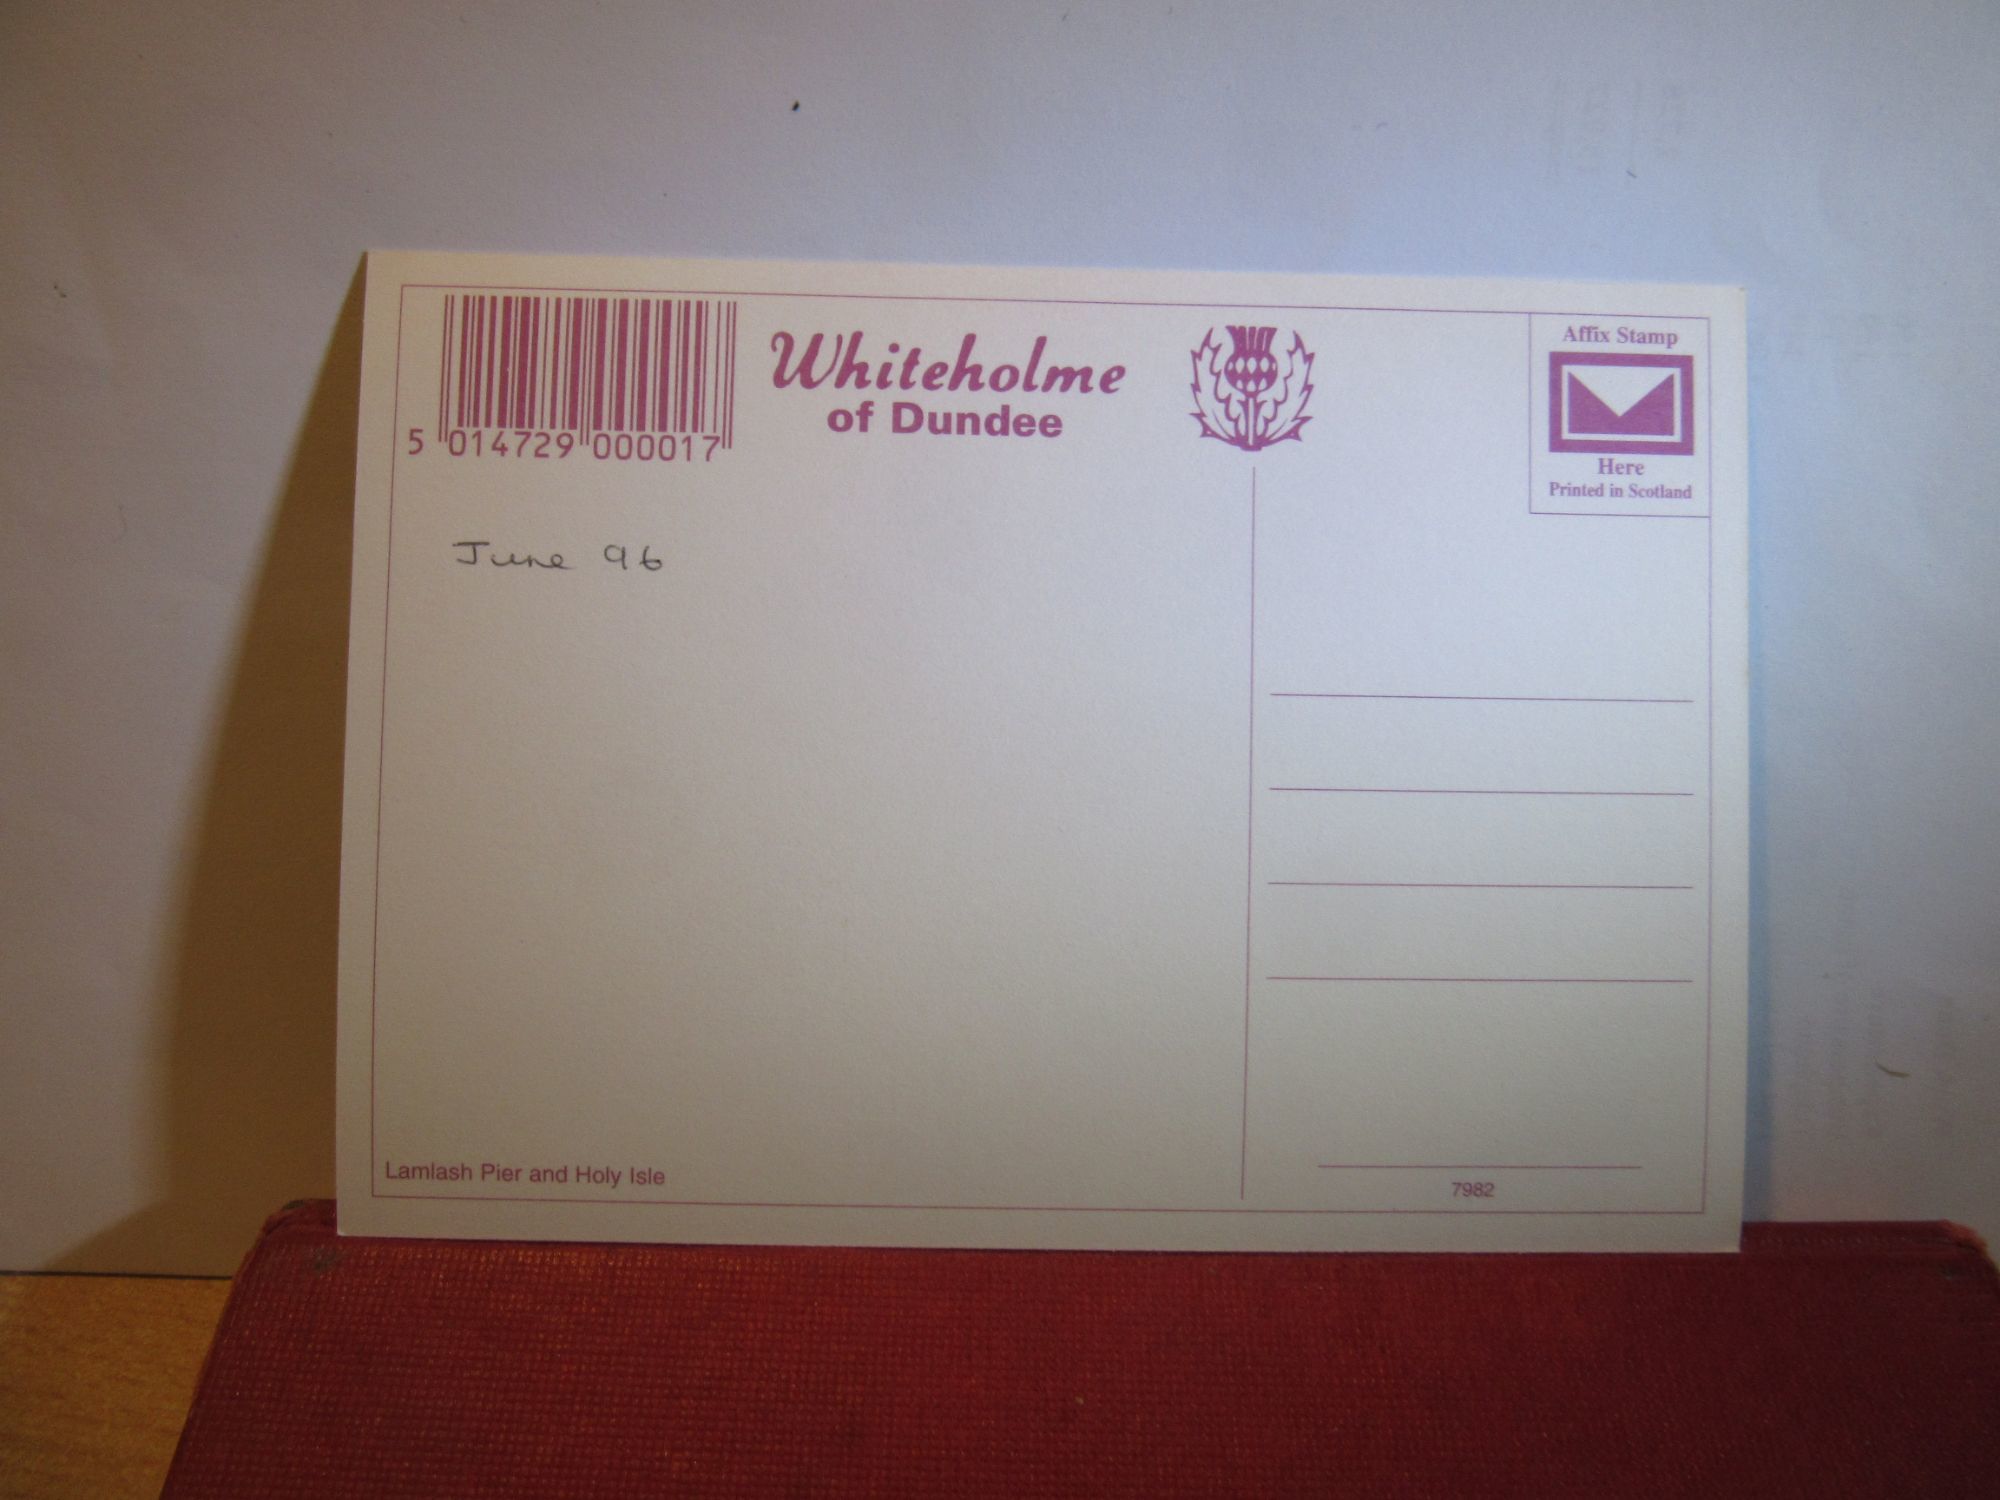 5 014729 000017
Whiteholme
of Dundee
Affix Stamp
Here
Printed in Scotland
June 96
Lamlash Pier and Holy Isle
7982